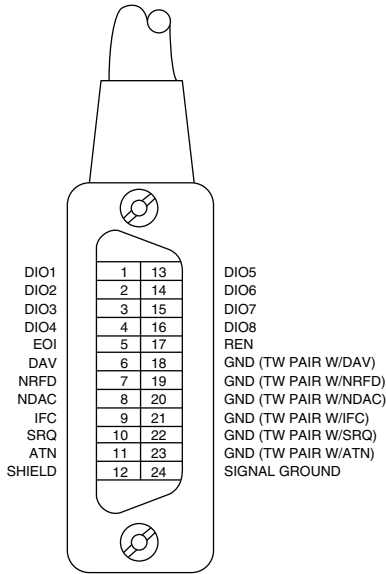 DIO1 1 13 DIO5
DIO2 2 14 DIO6
DIO3 3 15 DIO7
DIO4 4 16 DIO8
EOI 5 17 REN
DAV 6 18 GND (TW PAIR W/DAV)
NRFD 7 19 GND (TW PAIR W/NRFD)
NDAC 8 20 GND (TW PAIR W/NDAC)
IFC 9 21 GND (TW PAIR W/IFC)
SRQ 10 22 GND (TW PAIR W/SRQ)
ATN 11 23 GND (TW PAIR W/ATN)
SHIELD 12 24 SIGNAL GROUND